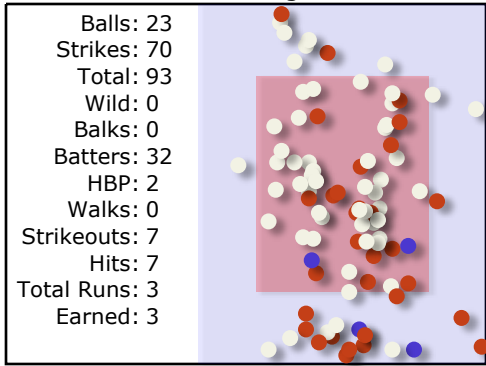 Balls: 23
Strikes: 70
Total: 93
Wild: 0
Balks: 0
Batters: 32
HBP: 2
Walks: 0
Strikeouts: 7
Hits: 7
Total Runs: 3
Earned: 3